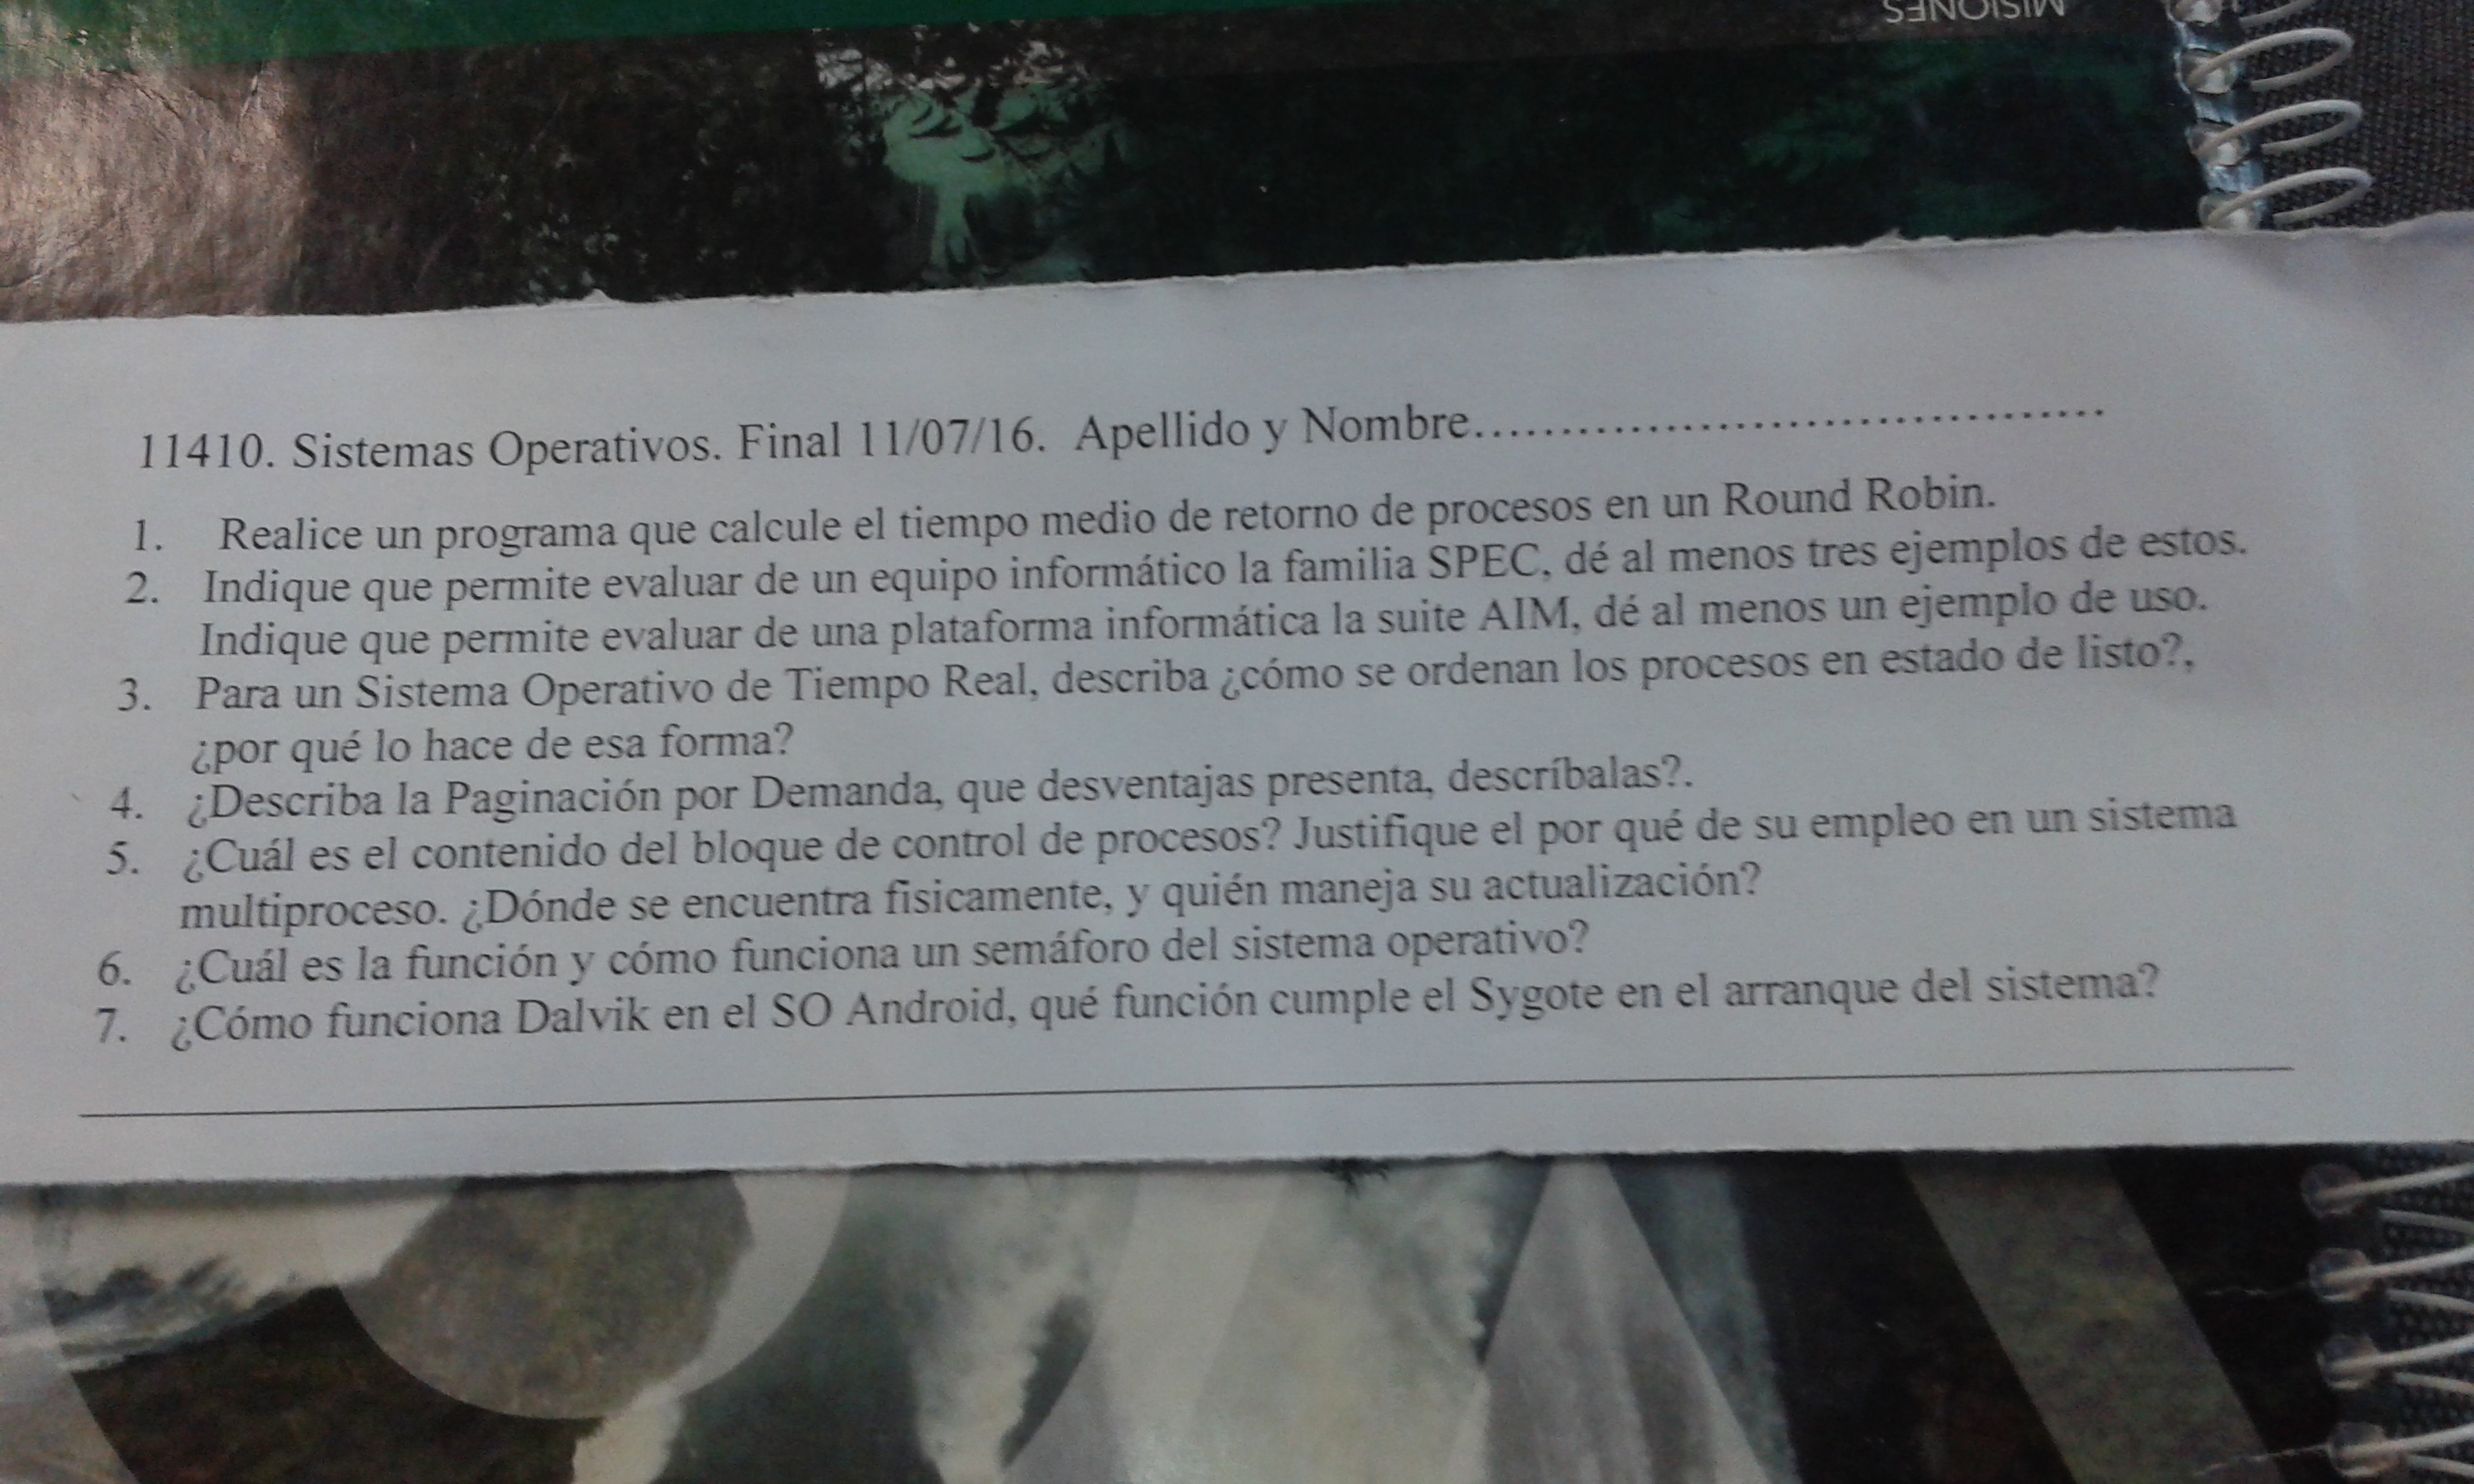 11410. Sistemas Operativos. Final 11/07/16. Apellido y Nombre.......................................
1. Realice un programa que calcule el tiempo medio de retorno de procesos en un Round Robin.
2. Indique que permite evaluar de un equipo informático la familia SPEC, dé al menos tres ejemplos de estos.
Indique que permite evaluar de una plataforma informática la suite AIM, dé al menos un ejemplo de uso.
3. Para un Sistema Operativo de Tiempo Real, describa ¿cómo se ordenan los procesos en estado de listo?,
¿por qué lo hace de esa forma?
4. ¿Describa la Paginación por Demanda, que desventajas presenta, descríbalas?.
5. ¿Cuál es el contenido del bloque de control de procesos? Justifique el por qué de su empleo en un sistema
multiproceso. ¿Dónde se encuentra físicamente, y quién maneja su actualización?
6. ¿Cuál es la función y cómo funciona un semáforo del sistema operativo?
7. ¿Cómo funciona Dalvik en el SO Android, qué función cumple el Sygote en el arranque del sistema?
MISIONES